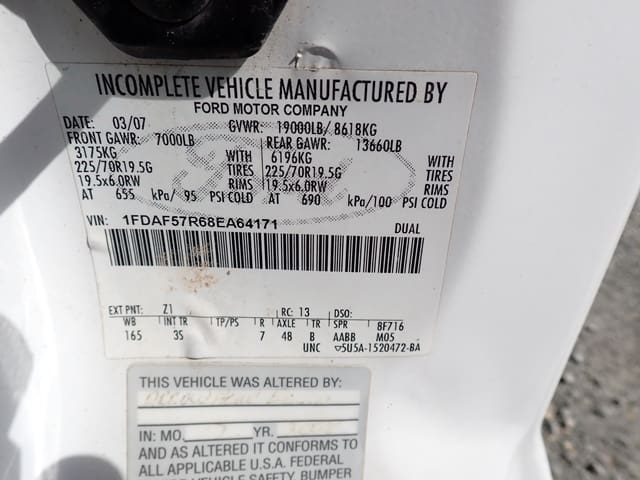 INCOMPLETE VEHICLE MANUFACTURED BY
FORD MOTOR COMPANY
DATE: 03/07 GVWR: 19000LB/ 8618KG
FRONT GAWR: 7000LB REAR GAWR: 13660LB
3175KG WITH 6196KG WITH
225/70R19.5G TIRES 225/70R19.5G TIRES
19.5x6.0RW RIMS 19.5x6.0RW RIMS
AT 655 kPa/ 95 PSI COLD AT 690 kPa/100 PSI COLD
VIN: 1FDAF57R68EA64171 DUAL
EXT PNT: Z1 RC: 13 DSO:
WB INT TR TP/PS R AXLE TR SPR 8F716
165 3S 7 48 B AABB M05
UNC ▽5U5A-1520472-BA
THIS VEHICLE WAS ALTERED BY:
IN: MO. YR.
AND AS ALTERED IT CONFORMS TO
ALL APPLICABLE U.S.A. FEDERAL
VEHICLE SAFETY, BUMPER